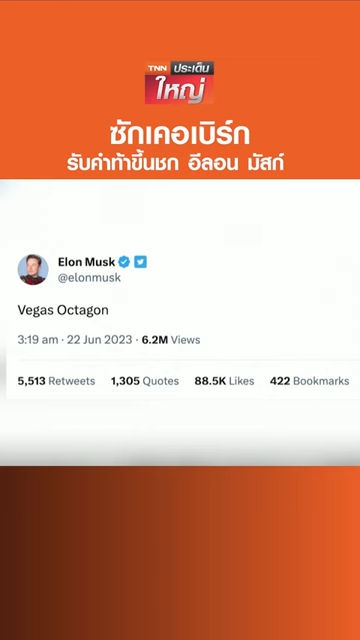 TNN ประเด็น
ใหญ่
ซักเคอเบิร์ก
รับคำท้าขึ้นชก อีลอน มัสก์
Elon Musk
@elonmusk
Vegas Octagon
3:19 am · 22 Jun 2023 · 6.2M Views
5,513 Retweets 1,305 Quotes 88.5K Likes 422 Bookmarks